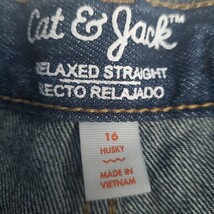 Cat & Jack™
RELAXED STRAIGHT
RECTO RELAJADO
16
HUSKY
MADE IN
VIETNAM